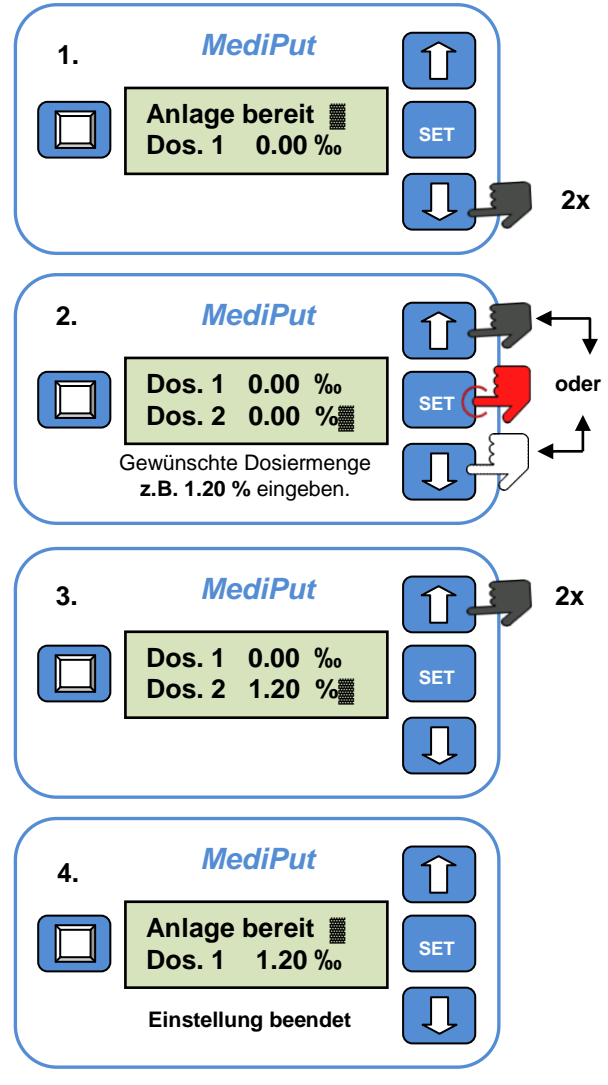 1.
MediPut
Anlage bereit ▓
Dos. 1 0.00 ‰
SET
2x
2.
MediPut
Dos. 1 0.00 ‰
Dos. 2 0.00 %▓
SET
oder
Gewünschte Dosiermenge
z.B. 1.20 % eingeben.
3.
MediPut
2x
Dos. 1 0.00 ‰
Dos. 2 1.20 %▓
SET
4.
MediPut
Anlage bereit ▓
Dos. 1 1.20 ‰
SET
Einstellung beendet